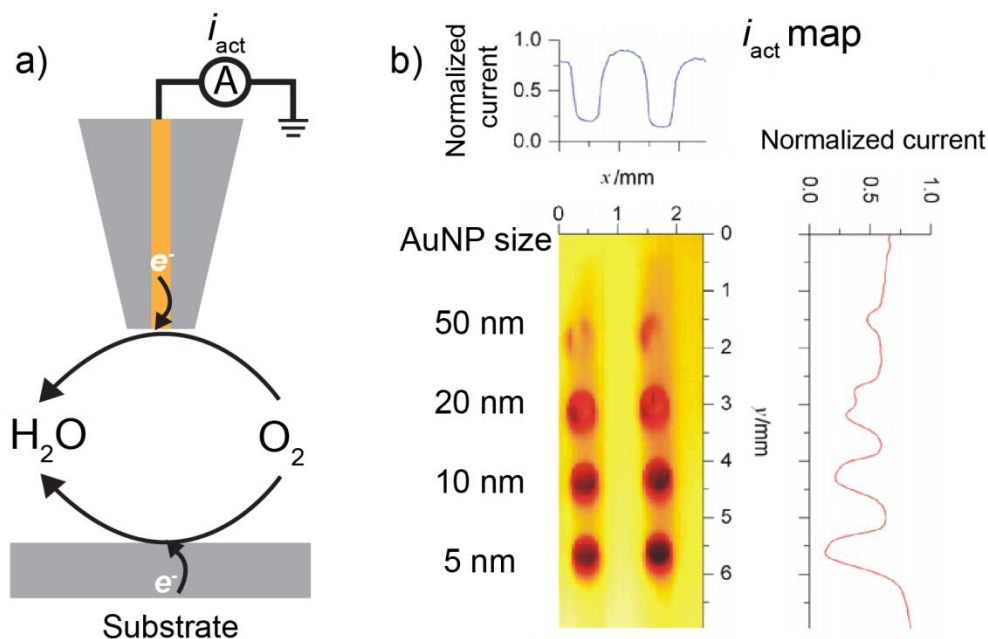 a)
i_act
A
e-
H2O
O2
e-
Substrate
b)
i_act map
Normalized current
1.0
0.5
0.0
x/mm
0 1 2
AuNP size
50 nm
20 nm
10 nm
5 nm
0
1
2
3
4
5
6
y/mm
Normalized current
0.0 0.5 1.0